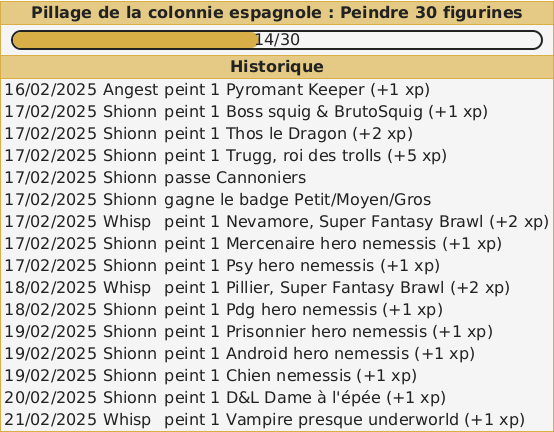 Pillage de la colonnie espagnole : Peindre 30 figurines
14/30
Historique
16/02/2025 Angest peint 1 Pyromant Keeper (+1 xp)
17/02/2025 Shionn peint 1 Boss squig & BrutoSquig (+1 xp)
17/02/2025 Shionn peint 1 Thos le Dragon (+2 xp)
17/02/2025 Shionn peint 1 Trugg, roi des trolls (+5 xp)
17/02/2025 Shionn passe Cannoniers
17/02/2025 Shionn gagne le badge Petit/Moyen/Gros
17/02/2025 Whisp peint 1 Nevamore, Super Fantasy Brawl (+2 xp)
17/02/2025 Shionn peint 1 Mercenaire hero nemessis (+1 xp)
17/02/2025 Shionn peint 1 Psy hero nemessis (+1 xp)
18/02/2025 Whisp peint 1 Pillier, Super Fantasy Brawl (+2 xp)
18/02/2025 Shionn peint 1 Pdg hero nemessis (+1 xp)
19/02/2025 Shionn peint 1 Prisonnier hero nemessis (+1 xp)
19/02/2025 Shionn peint 1 Android hero nemessis (+1 xp)
19/02/2025 Shionn peint 1 Chien nemessis (+1 xp)
20/02/2025 Shionn peint 1 D&L Dame à l'épée (+1 xp)
21/02/2025 Whisp peint 1 Vampire presque underworld (+1 xp)